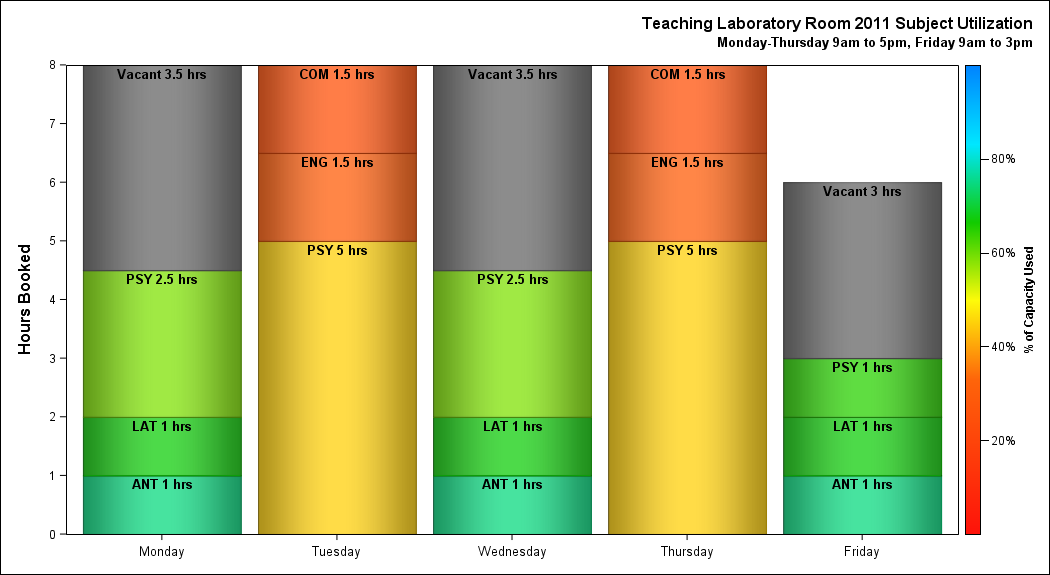 Teaching Laboratory Room 2011 Subject Utilization
Monday-Thursday 9am to 5pm, Friday 9am to 3pm
Hours Booked
8
7
6
5
4
3
2
1
0
Vacant 3.5 hrs
PSY 2.5 hrs
LAT 1 hrs
ANT 1 hrs
COM 1.5 hrs
ENG 1.5 hrs
PSY 5 hrs
Vacant 3.5 hrs
PSY 2.5 hrs
LAT 1 hrs
ANT 1 hrs
COM 1.5 hrs
ENG 1.5 hrs
PSY 5 hrs
Vacant 3 hrs
PSY 1 hrs
LAT 1 hrs
ANT 1 hrs
Monday
Tuesday
Wednesday
Thursday
Friday
80%
60%
40%
20%
% of Capacity Used